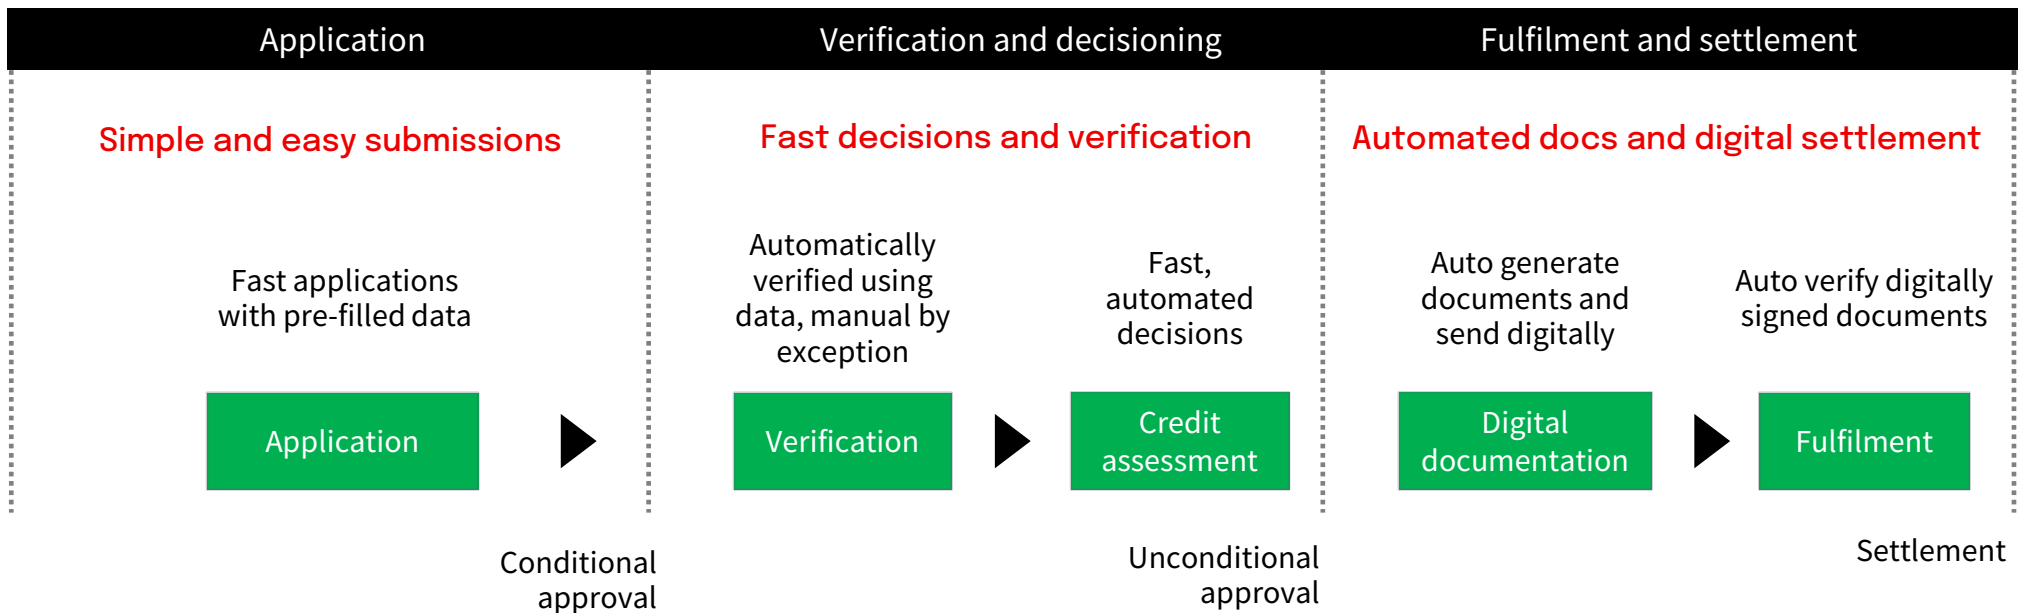 Application
Verification and decisioning
Fulfilment and settlement
Simple and easy submissions
Fast decisions and verification
Automated docs and digital settlement
Fast applications
with pre-filled data
Automatically
verified using
data, manual by
exception
Fast,
automated
decisions
Auto generate
documents and
send digitally
Auto verify digitally
signed documents
Application
Verification
Credit
assessment
Digital
documentation
Fulfilment
Conditional
approval
Unconditional
approval
Settlement